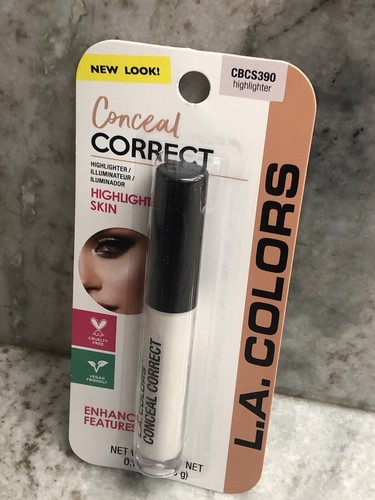 NEW LOOK!
CBCS390
highlighter
Conceal
CORRECT
HIGHLIGHTER /
ILLUMINATEUR /
ILUMINADOR
HIGHLIGHT
SKIN
CRUELTY
FREE
VEGAN
FRIENDLY
ENHANC
FEATURES
NET
L.A. COLORS
CONCEAL CORRECT
L.A. COLORS